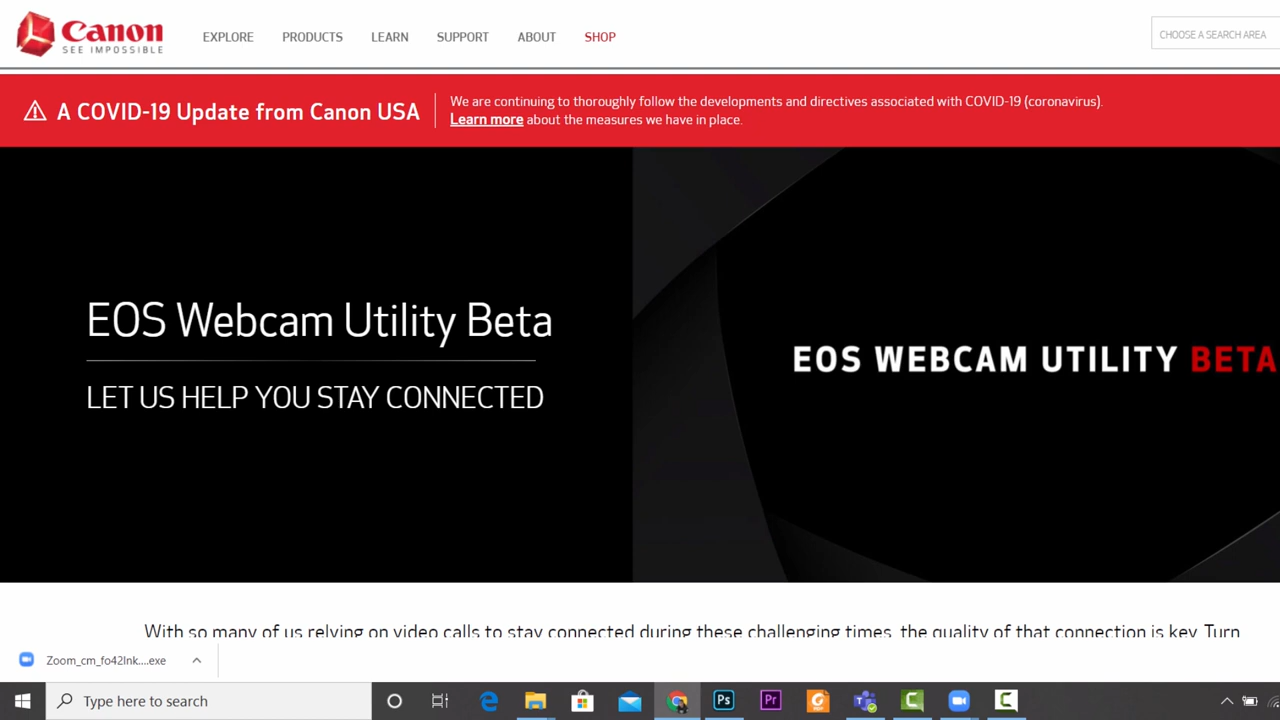 Canon
SEE IMPOSSIBLE
EXPLORE PRODUCTS LEARN SUPPORT ABOUT SHOP
CHOOSE A SEARCH AREA
A COVID-19 Update from Canon USA
We are continuing to thoroughly follow the developments and directives associated with COVID-19 (coronavirus).
Learn more about the measures we have in place.
EOS Webcam Utility Beta
LET US HELP YOU STAY CONNECTED
EOS WEBCAM UTILITY BETA
With so many of us relying on video calls to stay connected during these challenging times, the quality of that connection is key. Turn
Zoom_cm_fo42lnk....exe
Type here to search
Ps
Pr